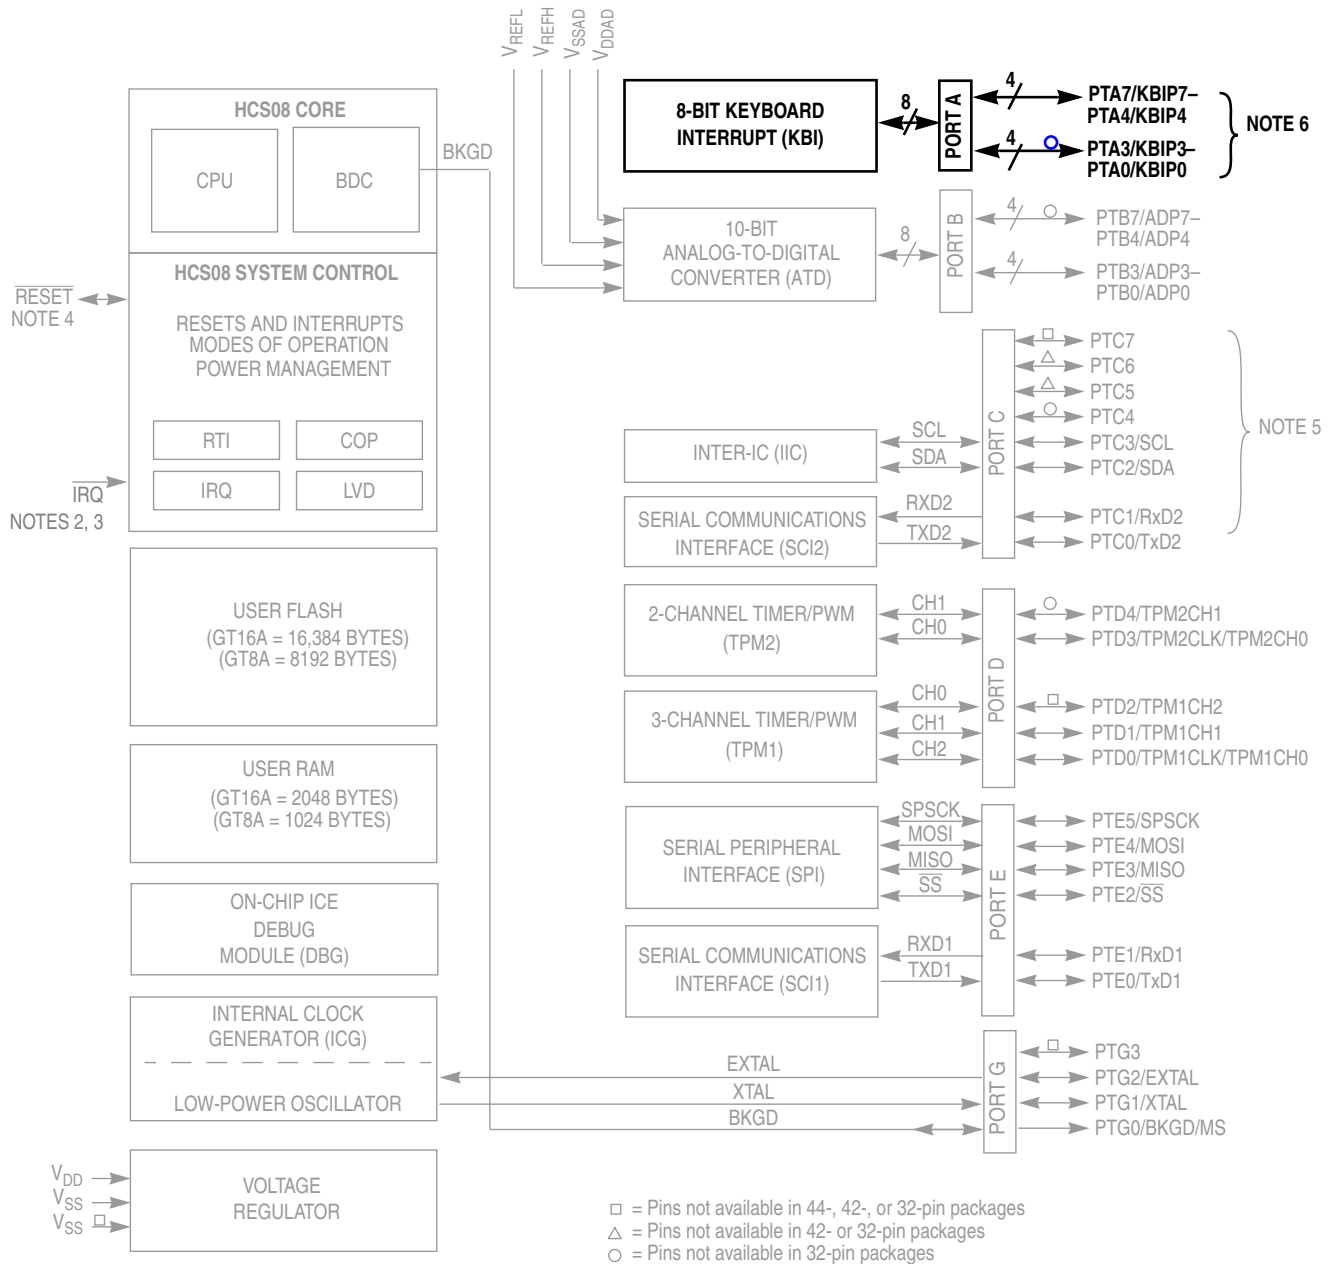 VREFL
VREFH
VSSAD
VDDAD
HCS08 CORE
CPU
BDC
BKGD
HCS08 SYSTEM CONTROL
RESETS AND INTERRUPTS
MODES OF OPERATION
POWER MANAGEMENT
RTI
COP
IRQ
LVD
RESET
NOTE 4
IRQ
NOTES 2, 3
USER FLASH
(GT16A = 16,384 BYTES)
(GT8A = 8192 BYTES)
USER RAM
(GT16A = 2048 BYTES)
(GT8A = 1024 BYTES)
ON-CHIP ICE
DEBUG
MODULE (DBG)
INTERNAL CLOCK
GENERATOR (ICG)
LOW-POWER OSCILLATOR
VDD
VSS
VSS
VOLTAGE
REGULATOR
8-BIT KEYBOARD
INTERRUPT (KBI)
8
PORT A
4
PTA7/KBIP7–
PTA4/KBIP4
4
PTA3/KBIP3–
PTA0/KBIP0
NOTE 6
10-BIT
ANALOG-TO-DIGITAL
CONVERTER (ATD)
8
PORT B
4
PTB7/ADP7–
PTB4/ADP4
4
PTB3/ADP3–
PTB0/ADP0
INTER-IC (IIC)
SCL
SDA
SERIAL COMMUNICATIONS
INTERFACE (SCI2)
RXD2
TXD2
PORT C
PTC7
PTC6
PTC5
PTC4
PTC3/SCL
PTC2/SDA
PTC1/RxD2
PTC0/TxD2
NOTE 5
2-CHANNEL TIMER/PWM
(TPM2)
CH1
CH0
3-CHANNEL TIMER/PWM
(TPM1)
CH0
CH1
CH2
PORT D
PTD4/TPM2CH1
PTD3/TPM2CLK/TPM2CH0
PTD2/TPM1CH2
PTD1/TPM1CH1
PTD0/TPM1CLK/TPM1CH0
SERIAL PERIPHERAL
INTERFACE (SPI)
SPSCK
MOSI
MISO
SS
SERIAL COMMUNICATIONS
INTERFACE (SCI1)
RXD1
TXD1
PORT E
PTE5/SPSCK
PTE4/MOSI
PTE3/MISO
PTE2/SS
PTE1/RxD1
PTE0/TxD1
EXTAL
XTAL
BKGD
PORT G
PTG3
PTG2/EXTAL
PTG1/XTAL
PTG0/BKGD/MS
= Pins not available in 44-, 42-, or 32-pin packages
= Pins not available in 42- or 32-pin packages
= Pins not available in 32-pin packages